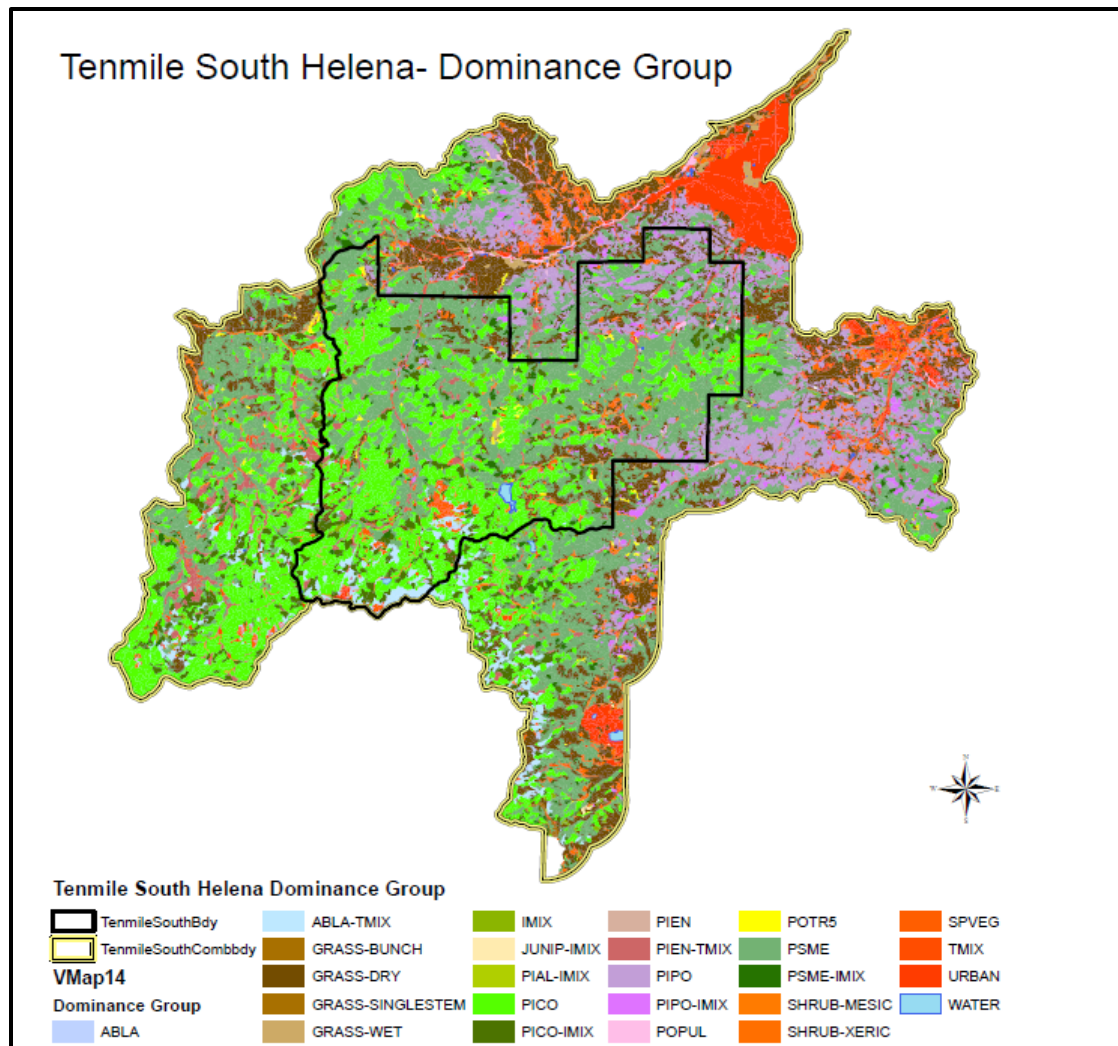 Tenmile South Helena- Dominance Group
N
W E
S
Tenmile South Helena Dominance Group
TenmileSouthBdy
TenmileSouthCombbdy
VMap14
Dominance Group
ABLA
ABLA-TMIX
GRASS-BUNCH
GRASS-DRY
GRASS-SINGLESTEM
GRASS-WET
IMIX
JUNIP-IMIX
PIAL-IMIX
PICO
PICO-IMIX
PIEN
PIEN-TMIX
PIPO
PIPO-IMIX
POPUL
POTR5
PSME
PSME-IMIX
SHRUB-MESIC
SHRUB-XERIC
SPVEG
TMIX
URBAN
WATER